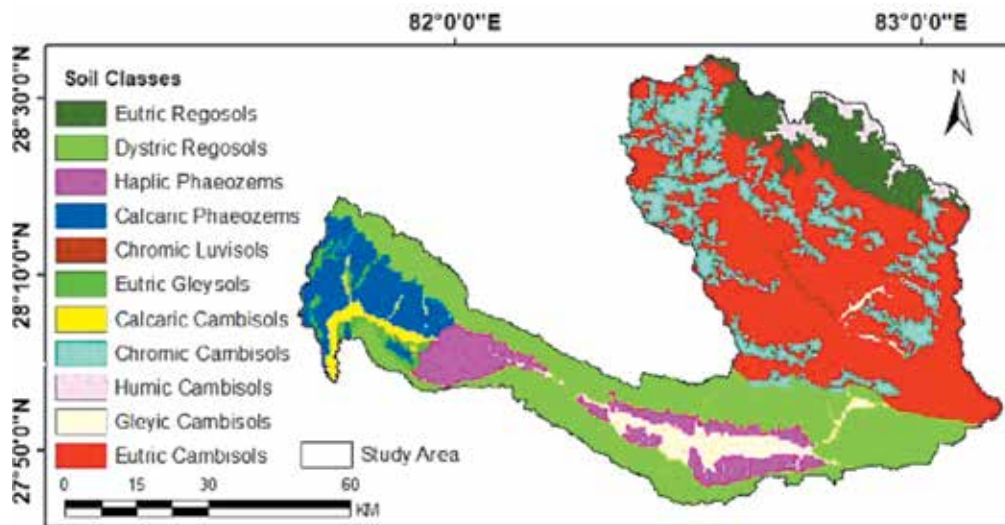 82°0'0"E 83°0'0"E
28°30'0"N
28°10'0"N
27°50'0"N
N
Soil Classes
Eutric Regosols
Dystric Regosols
Haplic Phaeozems
Calcaric Phaeozems
Chromic Luvisols
Eutric Gleysols
Calcaric Cambisols
Chromic Cambisols
Humic Cambisols
Gleyic Cambisols
Eutric Cambisols
Study Area
0 15 30 60
KM